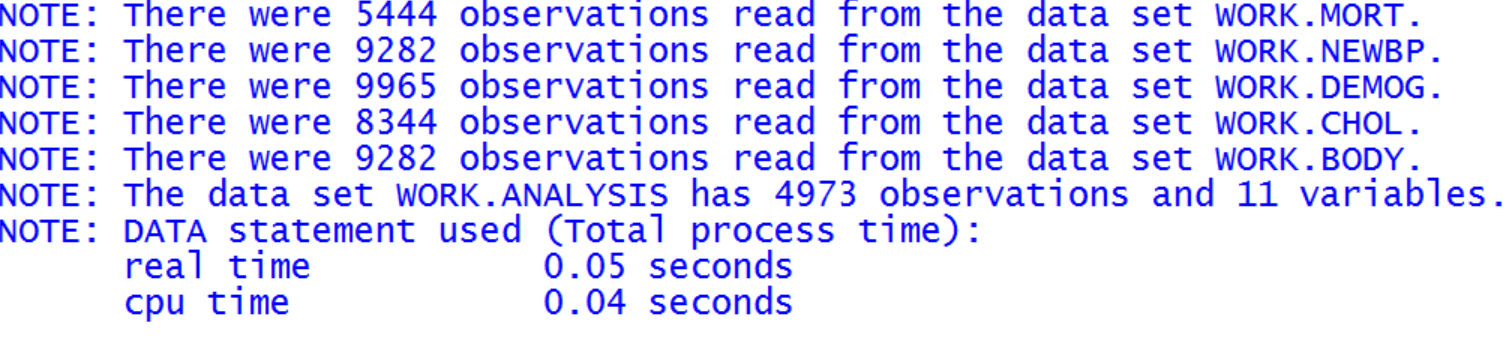 NOTE: There were 5444 observations read from the data set WORK.MORT.
NOTE: There were 9282 observations read from the data set WORK.NEWBP.
NOTE: There were 9965 observations read from the data set WORK.DEMOG.
NOTE: There were 8344 observations read from the data set WORK.CHOL.
NOTE: There were 9282 observations read from the data set WORK.BODY.
NOTE: The data set WORK.ANALYSIS has 4973 observations and 11 variables.
NOTE: DATA statement used (Total process time):
real time 0.05 seconds
cpu time 0.04 seconds